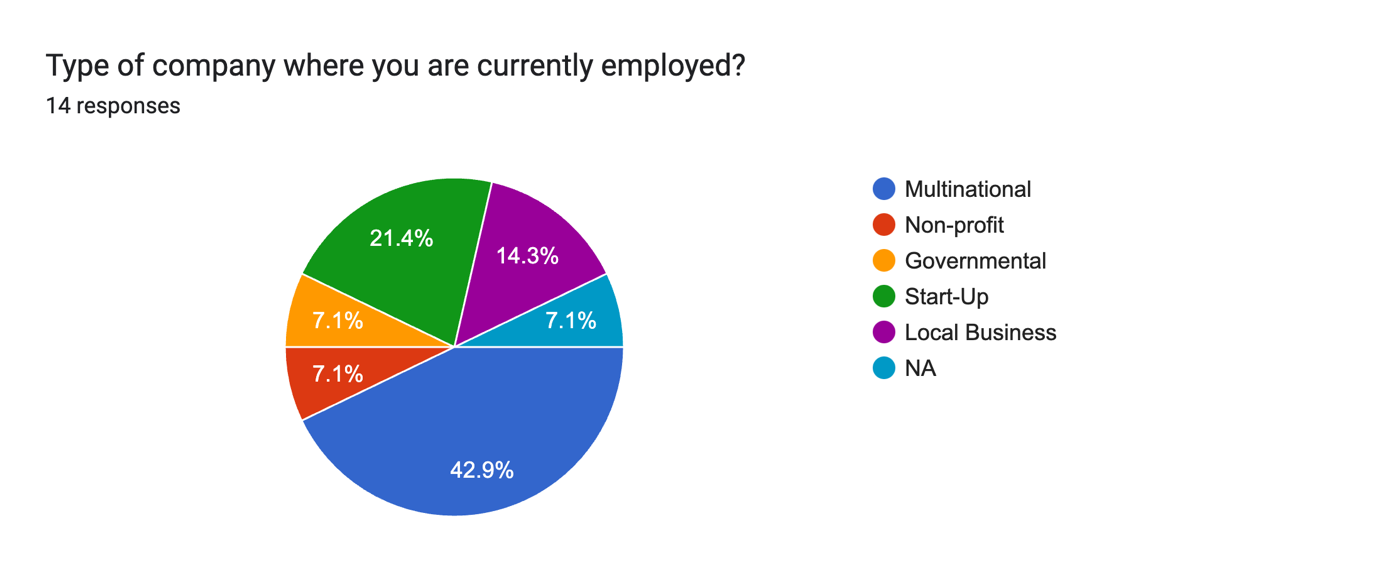 Type of company where you are currently employed?
14 responses
21.4%
14.3%
7.1%
7.1%
7.1%
42.9%
Multinational
Non-profit
Governmental
Start-Up
Local Business
NA